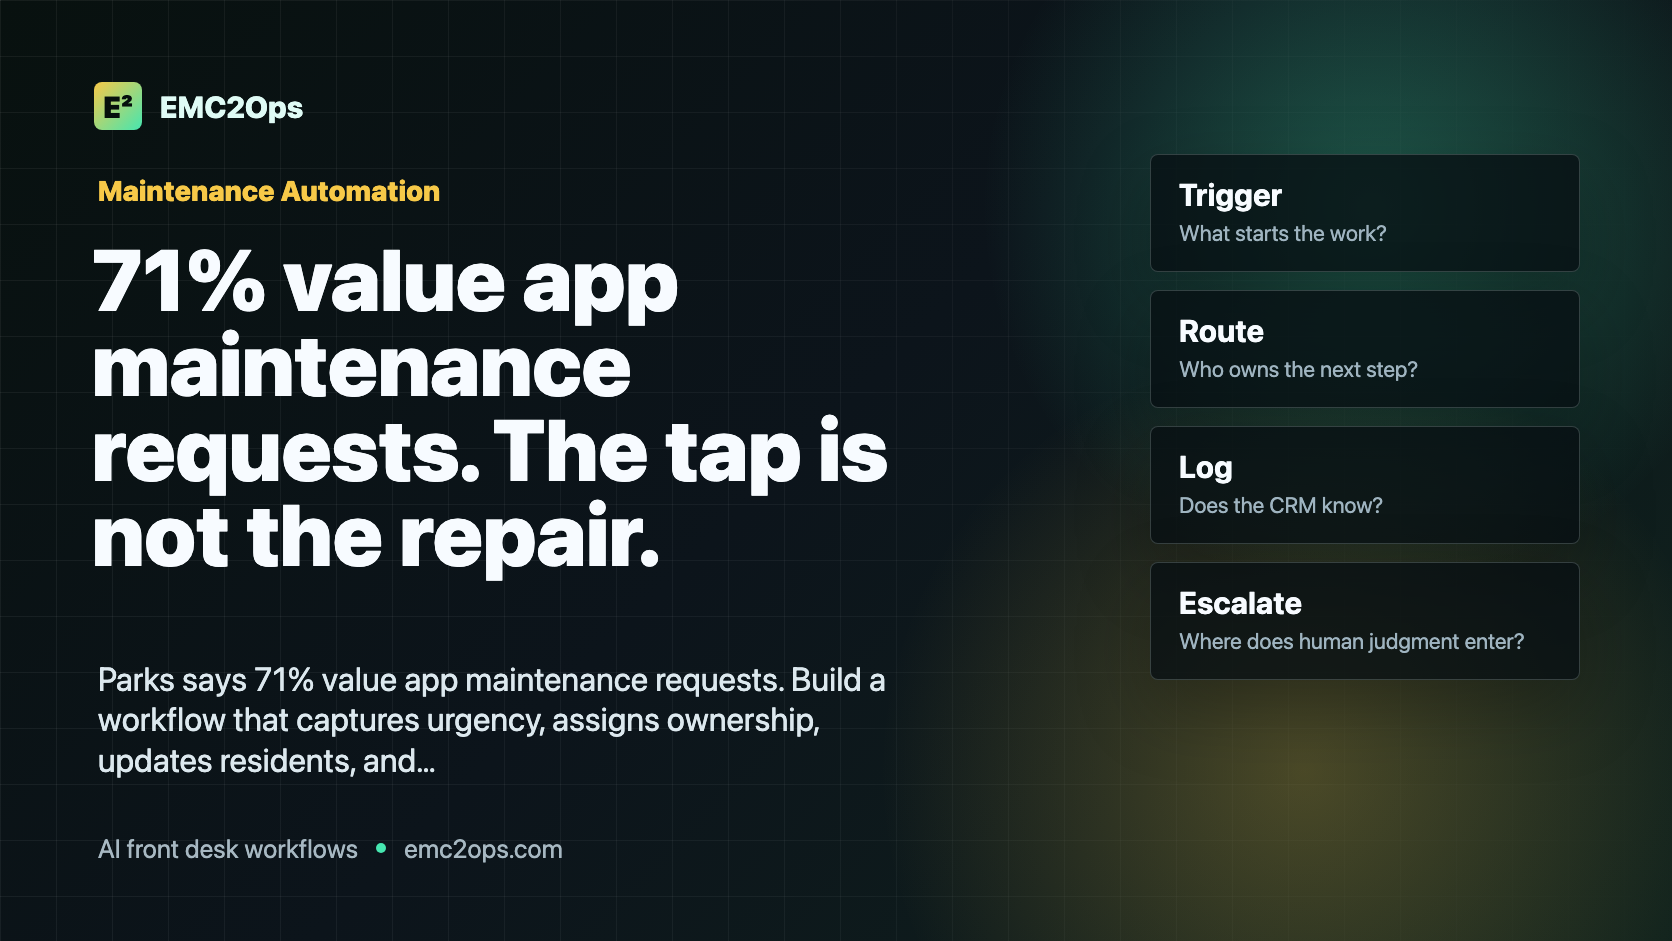 E²
EMC2Ops
Maintenance Automation
71% value app
maintenance
requests. The tap is
not the repair.
Parks says 71% value app maintenance requests. Build a
workflow that captures urgency, assigns ownership,
updates residents, and...
AI front desk workflows • emc2ops.com
Trigger
What starts the work?
Route
Who owns the next step?
Log
Does the CRM know?
Escalate
Where does human judgment enter?